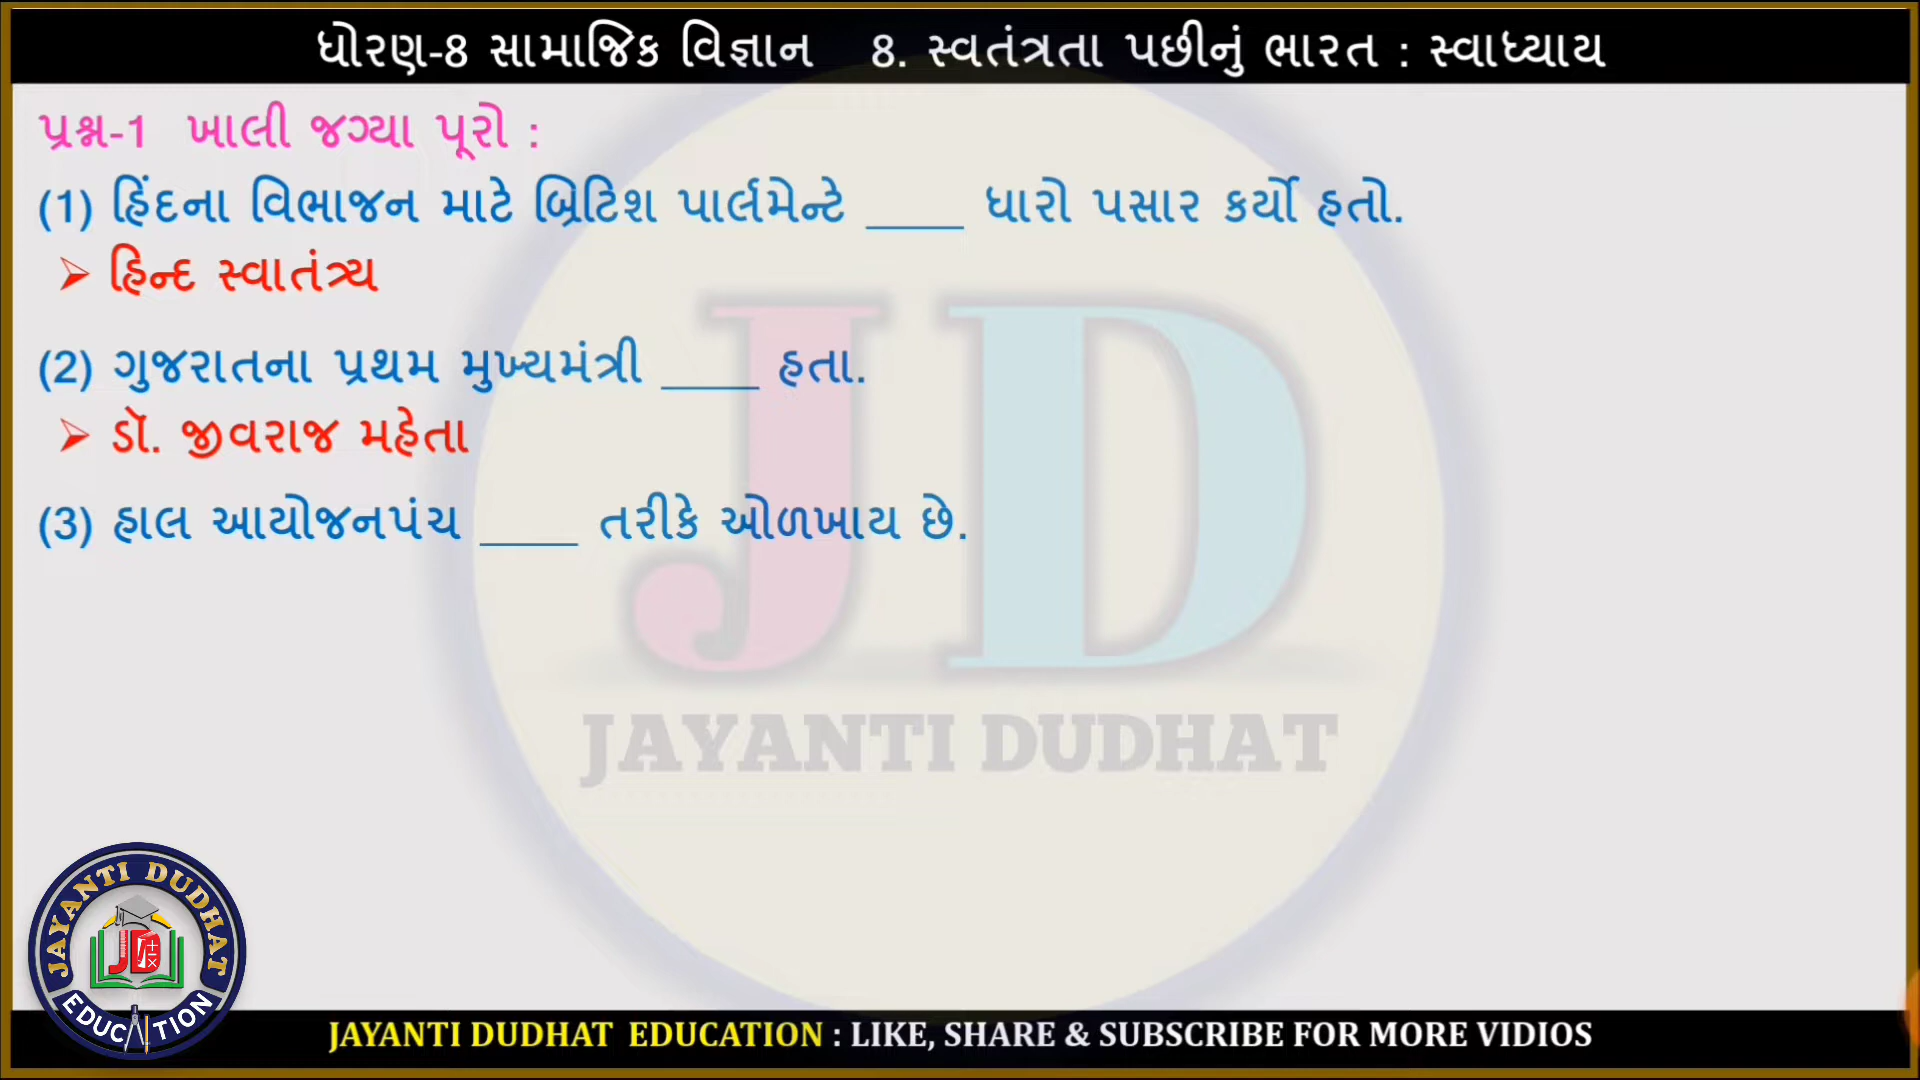 ધોરણ-8 સામાજિક વિજ્ઞાન 8. સ્વતંત્રતા પછીનું ભારત : સ્વાધ્યાય
પ્રશ્ન-1 ખાલી જગ્યા પૂરો :
(1) હિંદના વિભાજન માટે બ્રિટિશ પાર્લમેન્ટે ____ ધારો પસાર કર્યો હતો.
➢ હિન્દ સ્વાતંત્ર્ય
(2) ગુજરાતના પ્રથમ મુખ્યમંત્રી ____ હતા.
➢ ડૉ. જીવરાજ મહેતા
(3) હાલ આયોજનપંચ ____ તરીકે ઓળખાય છે.
JD
JAYANTI DUDHAT
JAYANTI DUDHAT
JD
EDUCATION
JAYANTI DUDHAT EDUCATION : LIKE, SHARE & SUBSCRIBE FOR MORE VIDIOS